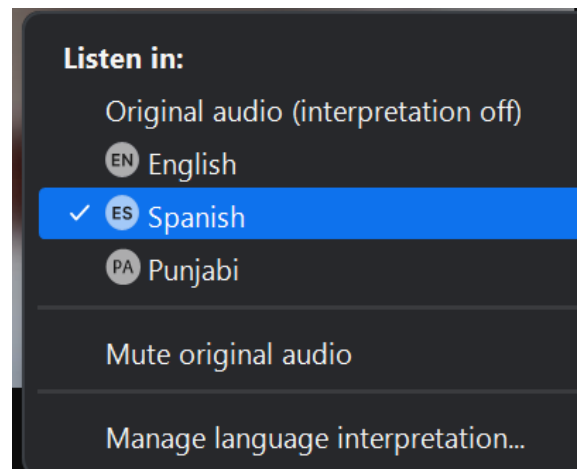 Listen in:
Original audio (interpretation off)
EN English
ES Spanish
PA Punjabi
Mute original audio
Manage language interpretation...